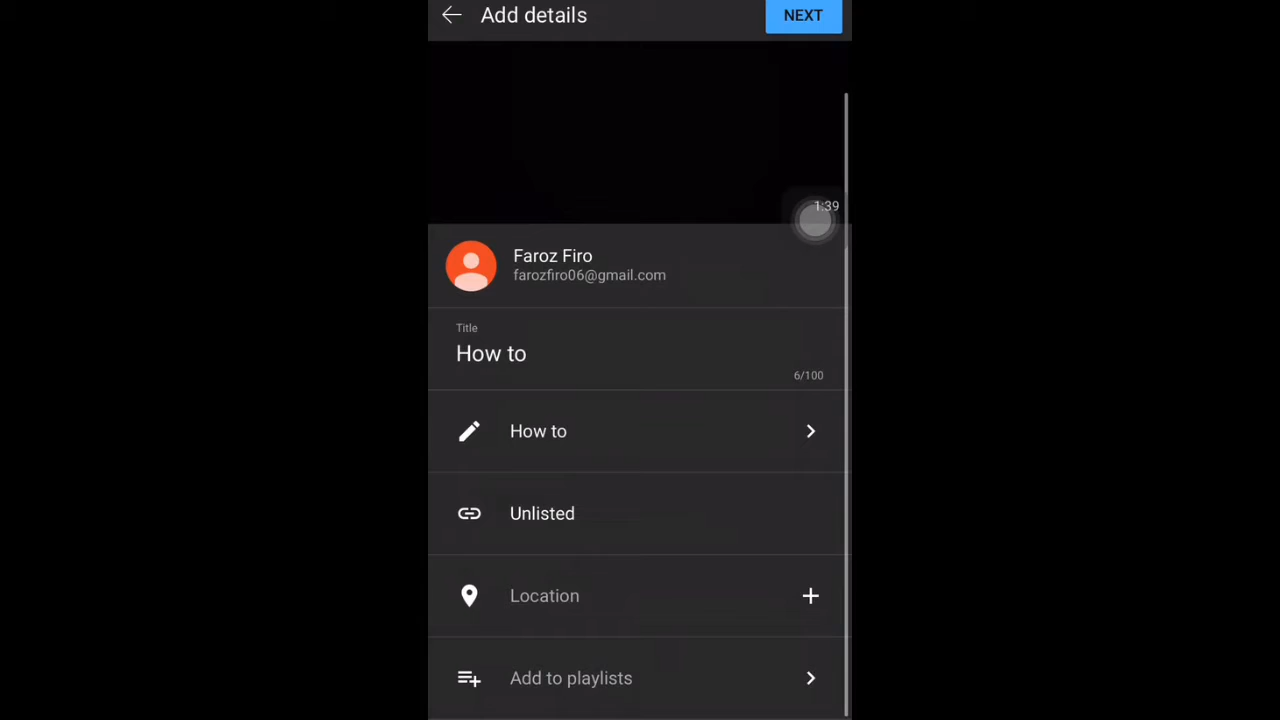 Add details
NEXT
1:39
Faroz Firo
farozfiro06@gmail.com
Title
How to
6/100
How to
Unlisted
Location
Add to playlists